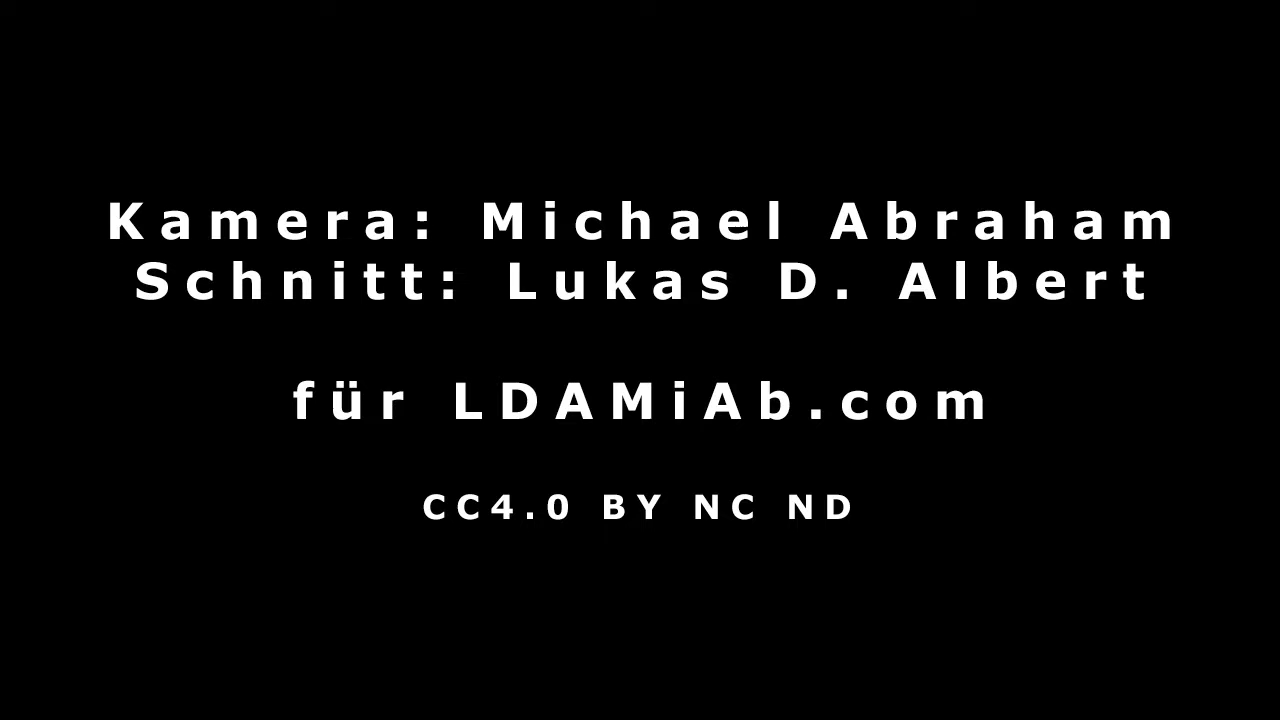 Kamera: Michael Abraham
Schnitt: Lukas D. Albert
für LDAMiAb.com
CC4.0 BY NC ND